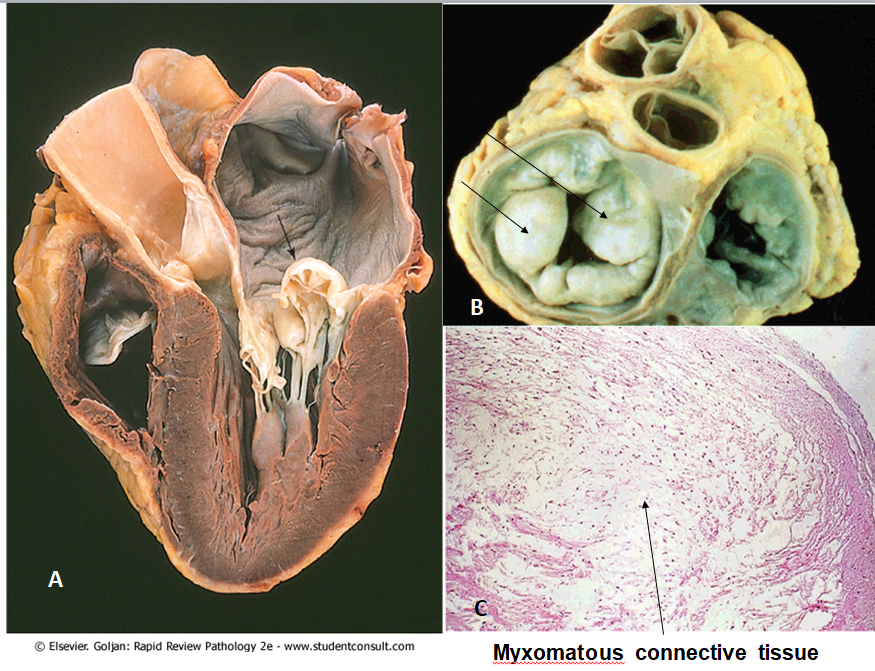 A
B
C
© Elsevier. Goljan: Rapid Review Pathology 2e - www.studentconsult.com
Myxomatous connective tissue